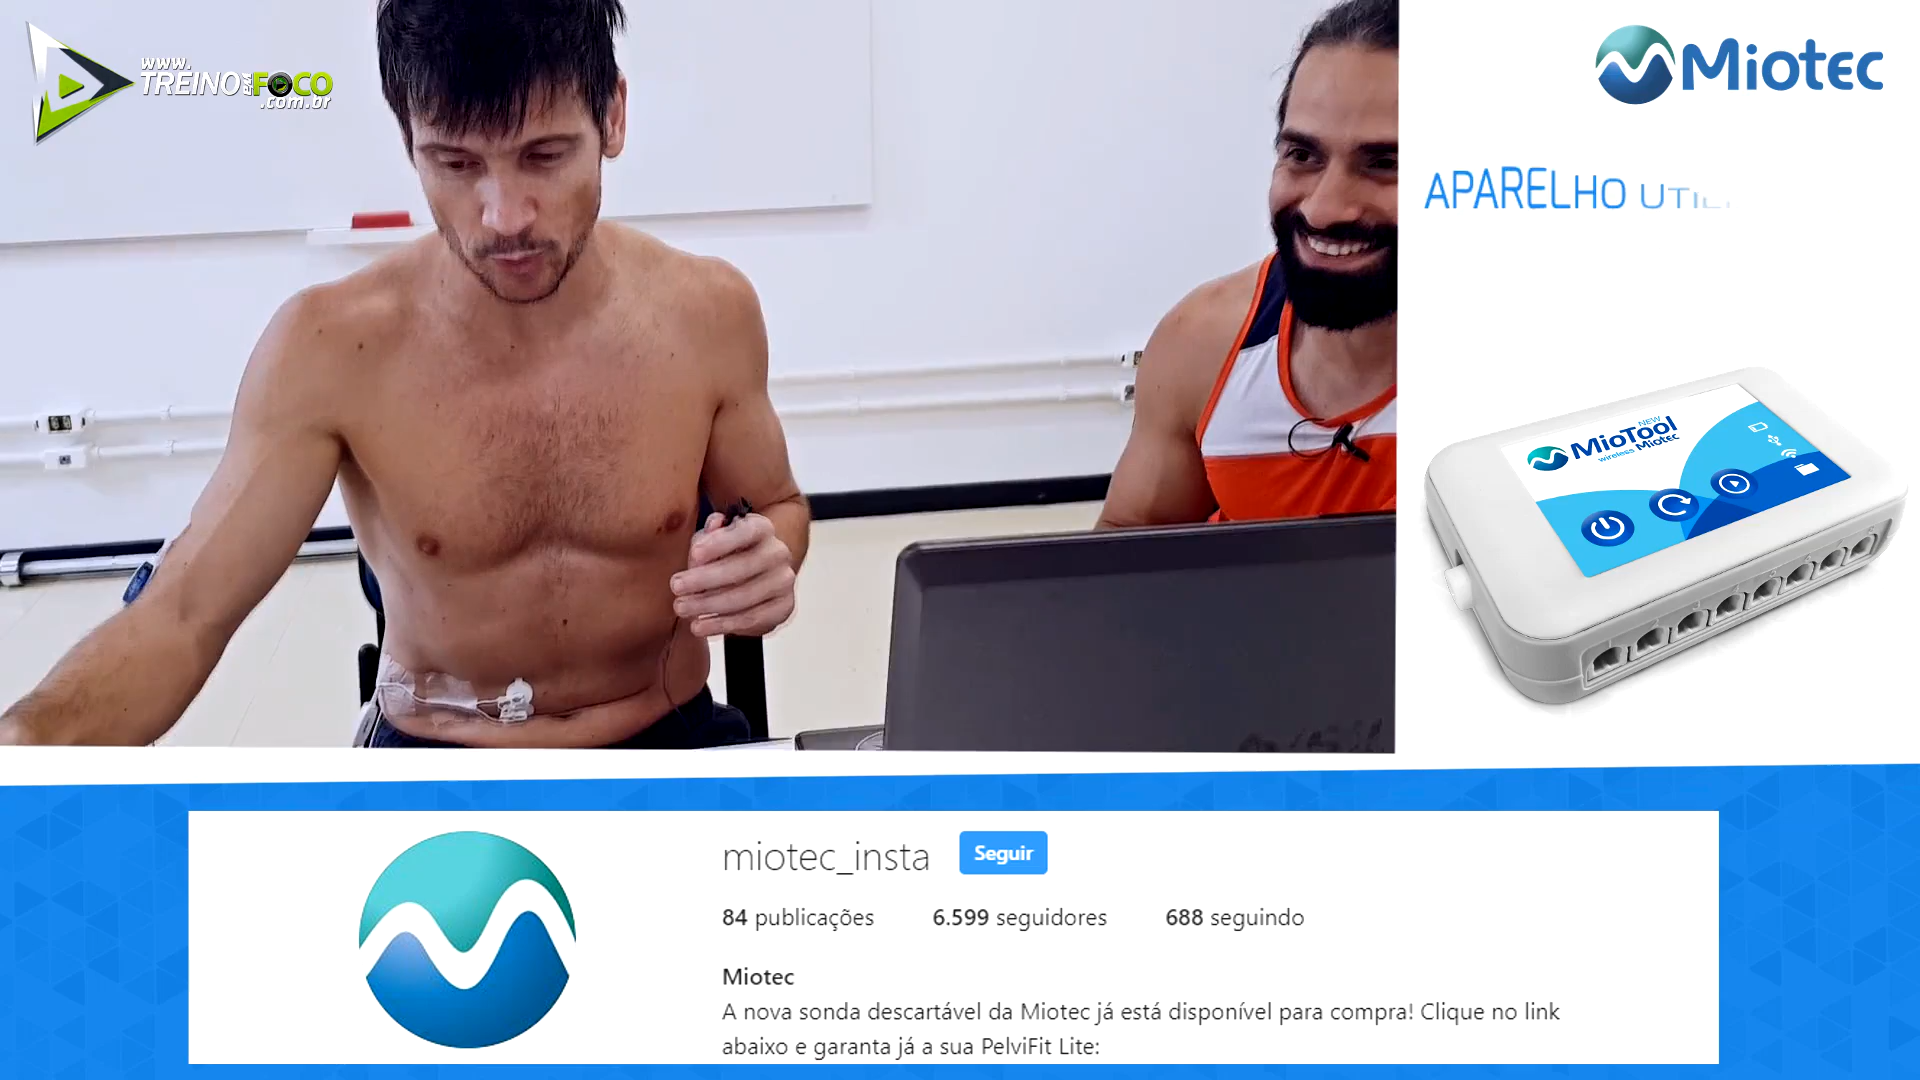 www.
TREINO EM FOCO
.com.br
Miotec
APARELHO UTIL
NEW
MioTool
wireless Miotec
miotec_insta
Seguir
84 publicações
6.599 seguidores
688 seguindo
Miotec
A nova sonda descartável da Miotec já está disponível para compra! Clique no link
abaixo e garanta já a sua PelviFit Lite: